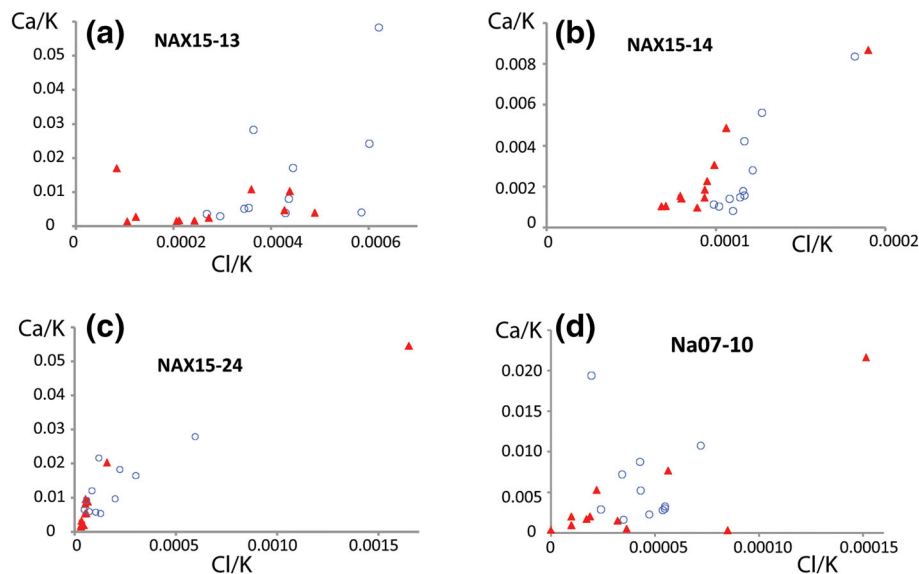 Ca/K
(a)
NAX15-13
0.05
0.04
0.03
0.02
0.01
0
0 0.0002 0.0004 0.0006
Cl/K
(b)
NAX15-14
0.008
0.006
0.004
0.002
0
0 0.0001 0.0002
Cl/K
Ca/K
(c)
NAX15-24
0.05
0.04
0.03
0.02
0.01
0
0 0.0005 0.0010 0.0015
Cl/K
Ca/K
(d)
Na07-10
0.020
0.015
0.010
0.005
0
0 0.00005 0.00010 0.00015
Cl/K